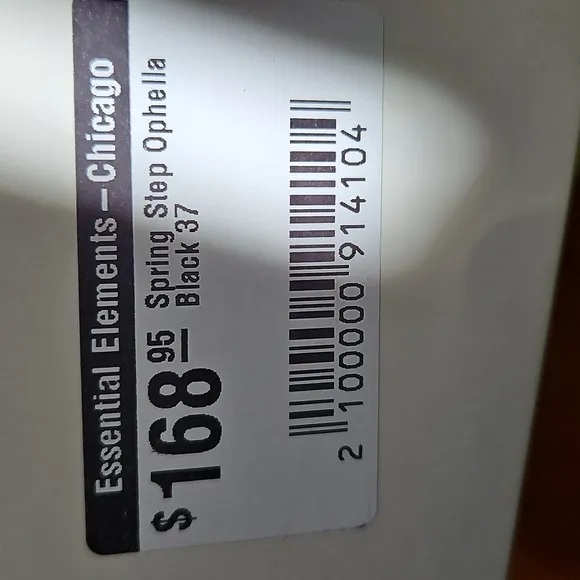 Essential Elements—Chicago
$168 95 Spring Step Ophella
Black 37
2 100000 914104